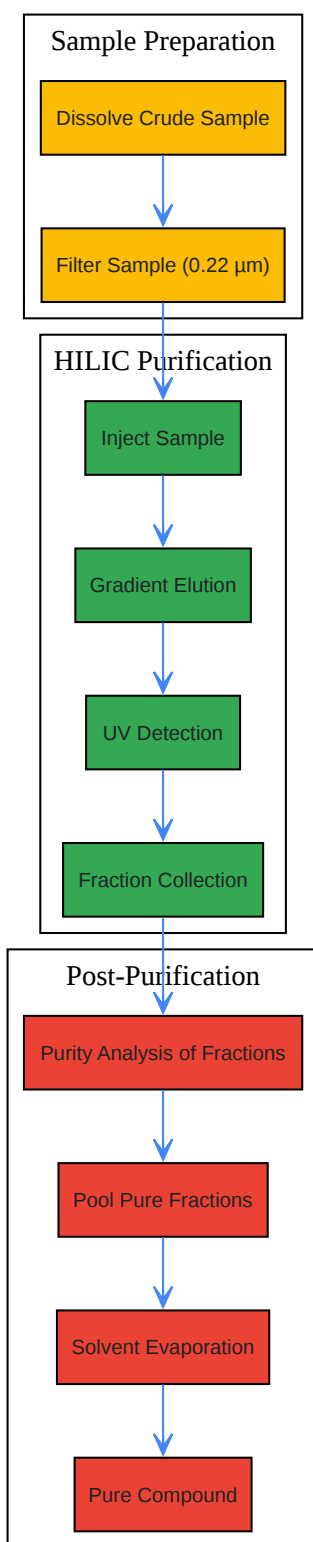 Sample Preparation
Dissolve Crude Sample
Filter Sample (0.22 µm)
HILIC Purification
Inject Sample
Gradient Elution
UV Detection
Fraction Collection
Post-Purification
Purity Analysis of Fractions
Pool Pure Fractions
Solvent Evaporation
Pure Compound